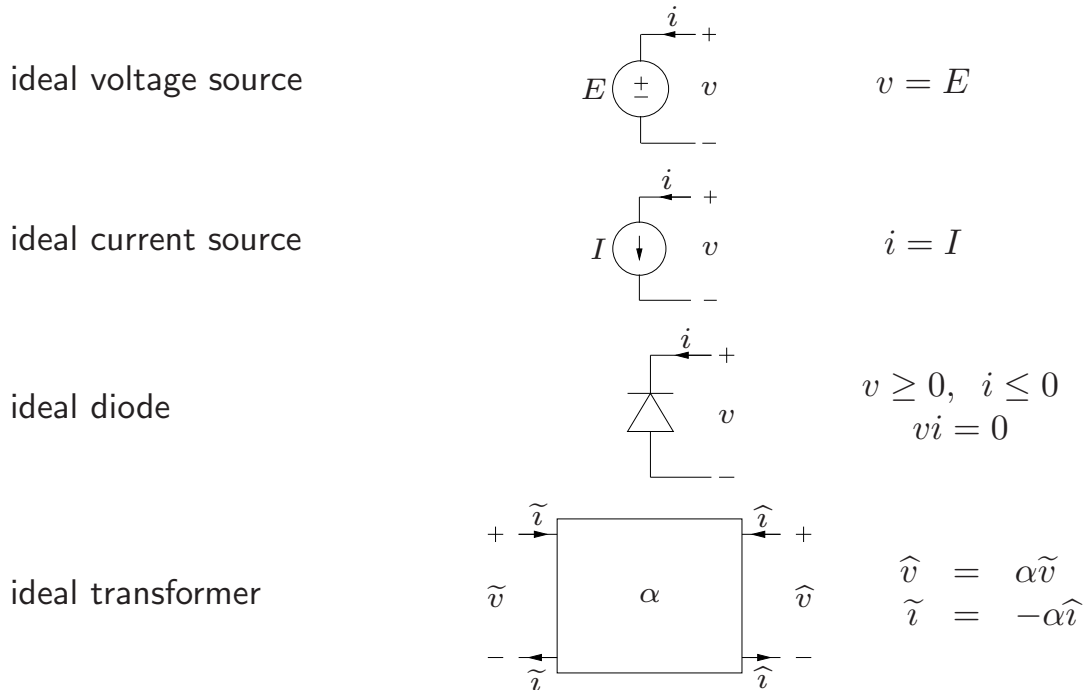 i
+
ideal voltage source
E
±
v
v = E
−
i
+
ideal current source
I
v
i = I
−
i
+
v ≥ 0, i ≤ 0
ideal diode
v
vi = 0
−
ĩ
î
+
+
v̂ = αṽ
ideal transformer
ṽ
α
v̂
ĩ = −αî
−
−
ĩ
î